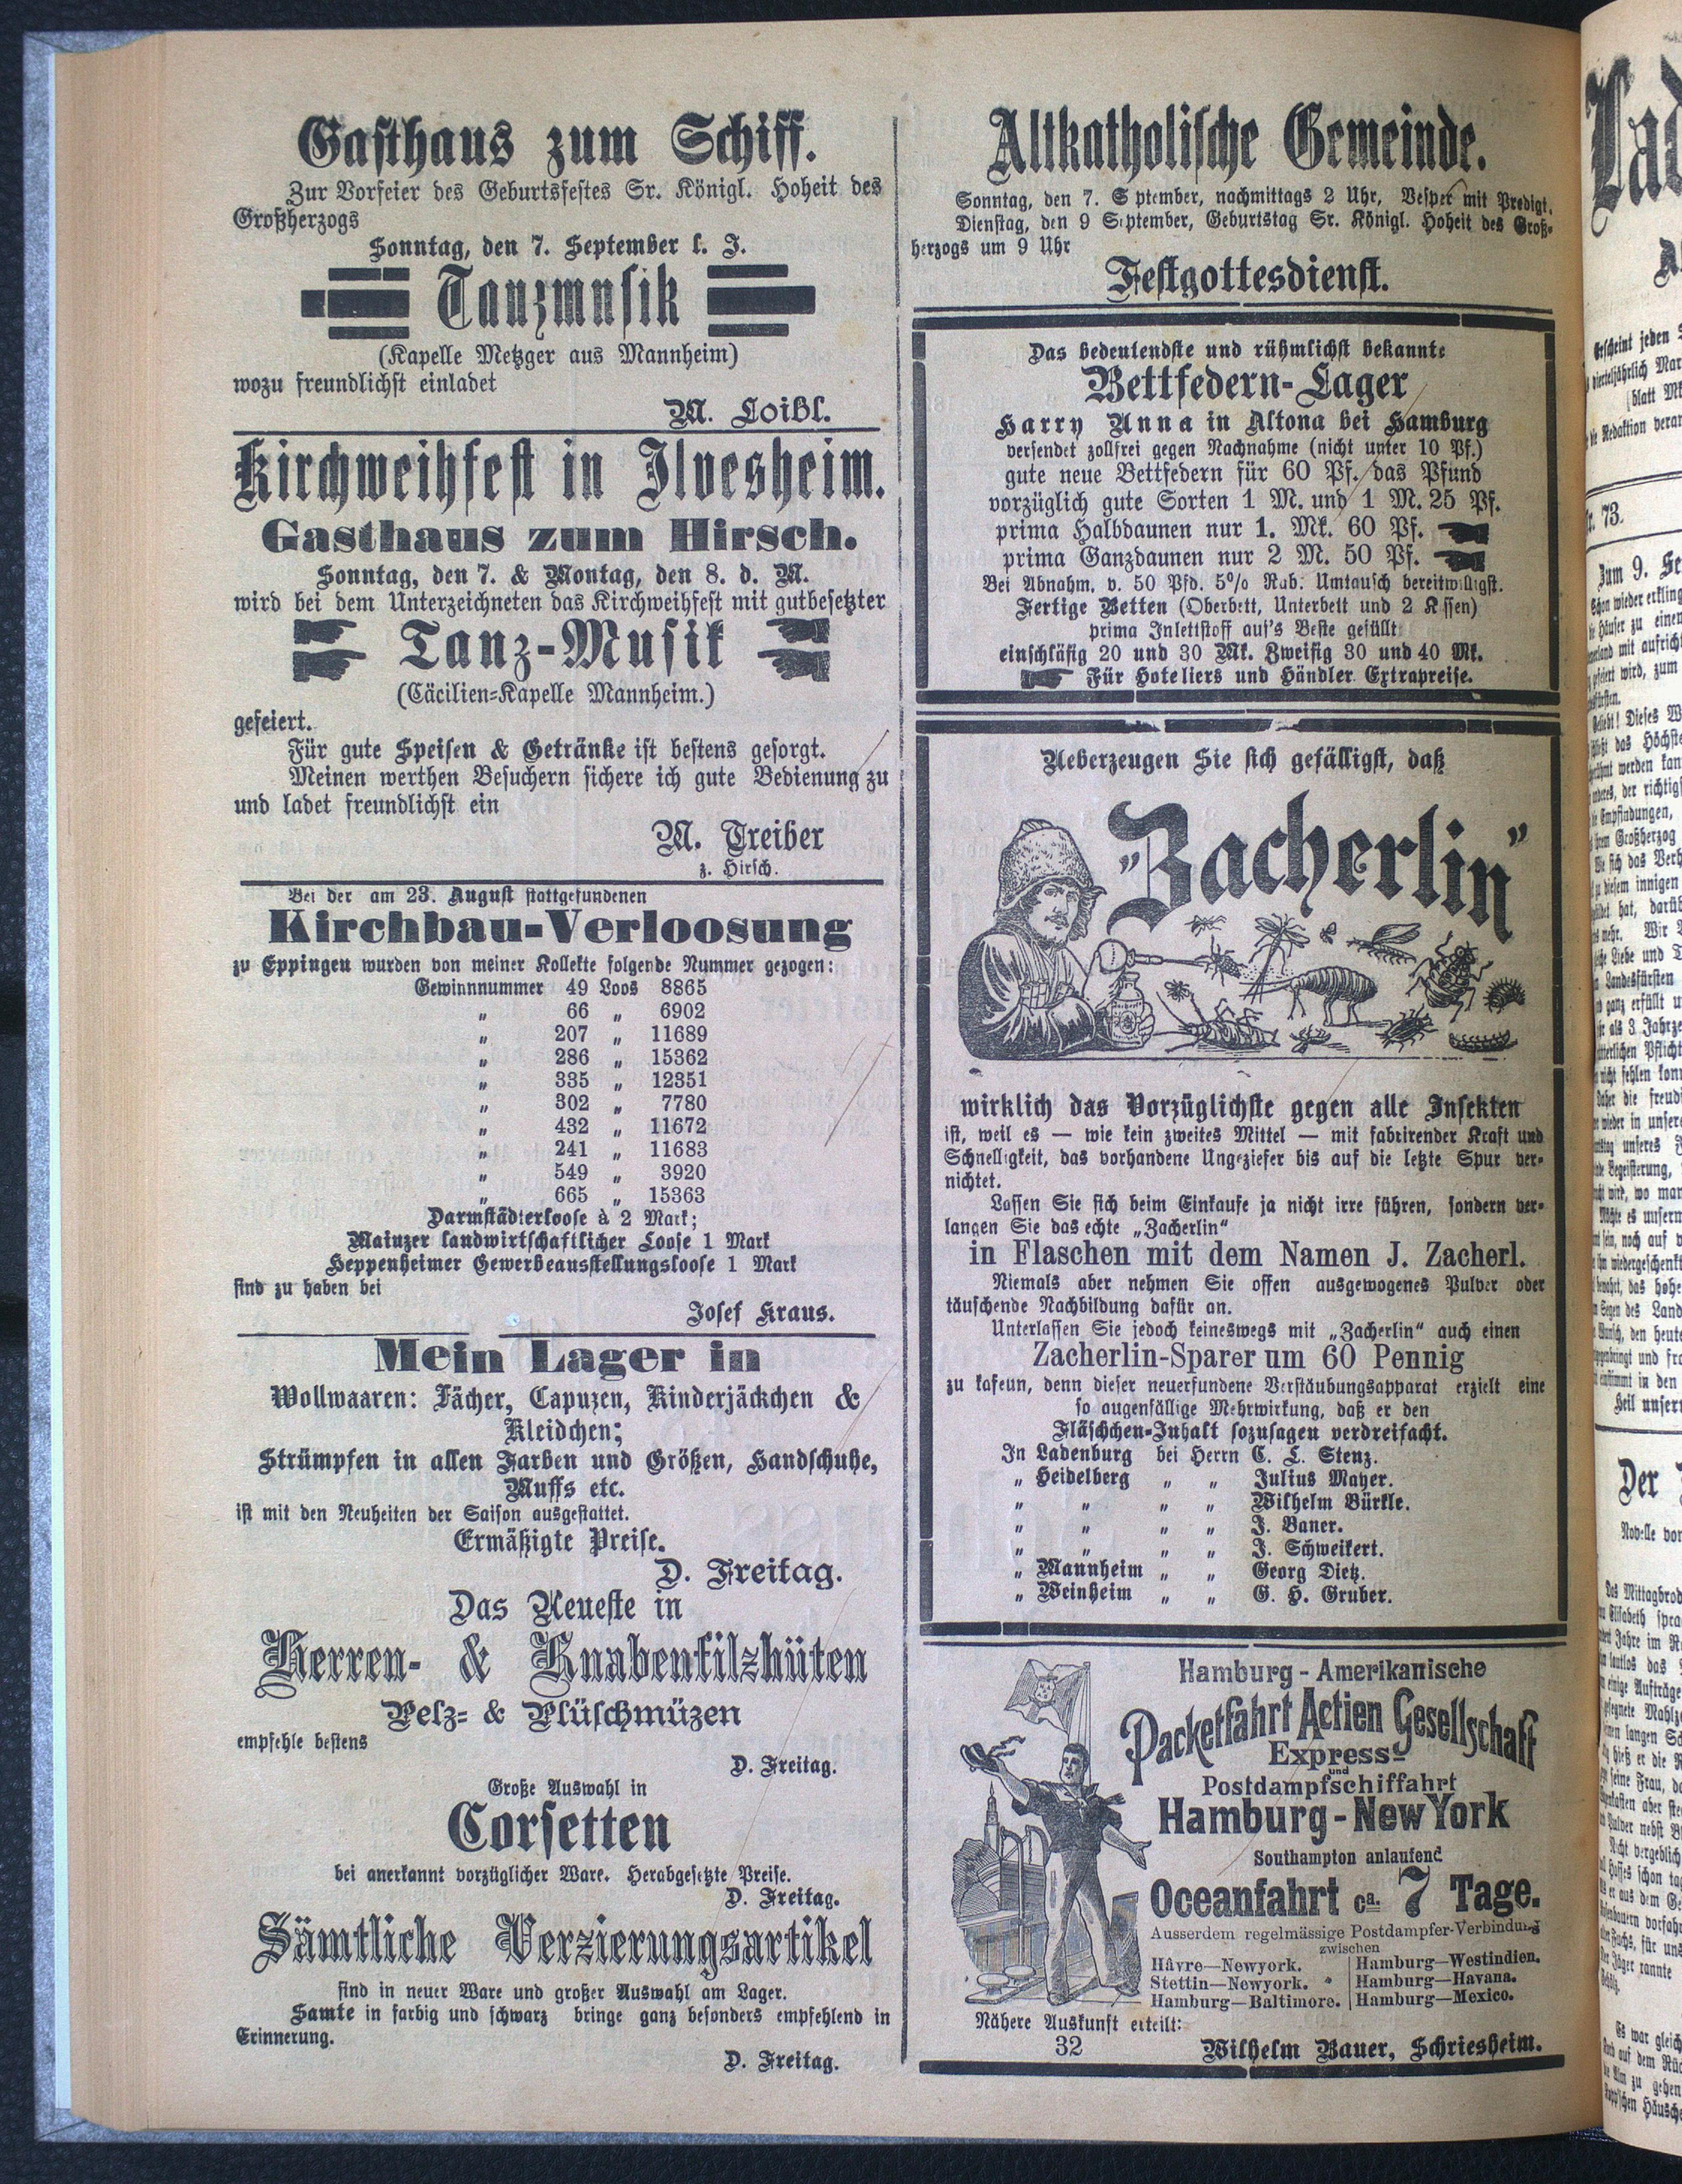 Gasthaus zum Schiff.
Zur Vorfeier des Geburtsfestes Sr. Königl. Hoheit des
Großherzogs
Sonntag, den 7. September l. J.
Tanzmusik
(Kapelle Metzger aus Mannheim)
wozu freundlichst einladet
M. Loibl.
Kirchweihfest in Ilvesheim.
Gasthaus zum Hirsch.
Sonntag, den 7. & Montag, den 8. d. M.
wird bei dem Unterzeichneten das Kirchweihfest mit gutbesetzter
Tanz-Musik
(Cäcilien-Kapelle Mannheim.)
gefeiert.
Für gute Speisen & Getränke ist bestens gesorgt.
Meinen werthen Besuchern sichere ich gute Bedienung zu
und ladet freundlichst ein
M. Treiber
z. Hirsch.
Bei der am 23. August stattgefundenen
Kirchbau-Verloosung
zu Eppingen wurden von meiner Kollekte folgende Nummer gezogen:
Gewinnnummer 49 Loos 8865
„ 66 „ 6902
„ 207 „ 11689
„ 286 „ 15362
„ 335 „ 12351
„ 302 „ 7780
„ 432 „ 11672
„ 241 „ 11683
„ 549 „ 3920
„ 665 „ 15363
Darmstädterloose à 2 Mark;
Mainzer landwirtschaftlicher Loose 1 Mark
Heppenheimer Gewerbeausstellungsloose 1 Mark
sind zu haben bei
Josef Kraus.
Mein Lager in
Wollwaaren: Fächer, Capuzen, Kinderjäckchen &
Kleidchen;
Strümpfen in allen Farben und Größen, Handschuhe,
Muffs etc.
ist mit den Neuheiten der Saison ausgestattet.
Ermäßigte Preise.
D. Freitag.
Das Neueste in
Herren- & Knabenfilzhüten
Pelz- & Plüschmüzen
empfehle bestens
D. Freitag.
Große Auswahl in
Corsetten
bei anerkannt vorzüglicher Ware. Herabgesetzte Preise.
D. Freitag.
Sämtliche Verzierungsartikel
sind in neuer Ware und großer Auswahl am Lager.
Samte in farbig und schwarz bringe ganz besonders empfehlend in
Erinnerung.
D. Freitag.
Altkatholische Gemeinde.
Sonntag, den 7. S ptember, nachmittags 2 Uhr, Vesper mit Predigt.
Dienstag, den 9 September, Geburtstag Sr. Königl. Hoheit des Groß-
herzogs um 9 Uhr
Festgottesdienst.
Das bedeutendste und rühmlichst bekannte
Bettfedern-Lager
Harry Unna in Altona bei Hamburg
versendet zollfrei gegen Nachnahme (nicht unter 10 Pf.)
gute neue Bettfedern für 60 Pf. das Pfund
vorzüglich gute Sorten 1 M. und 1 M. 25 Pf.
prima Halbdaunen nur 1. Mk. 60 Pf.
prima Ganzdaunen nur 2 M. 50 Pf.
Bei Abnahm. v. 50 Pfd. 5% Rab. Umtausch bereitwilligst.
Fertige Betten (Oberbett, Unterbett und 2 Kissen)
prima Inlettstoff auf's Beste gefüllt
einschläfig 20 und 30 Mk. Zweifig 30 und 40 Mk.
Für Hoteliers und Händler Extrapreise.
Ueberzeugen Sie sich gefälligst, daß
„Zacherlin"
wirklich das Vorzüglichste gegen alle Insekten
ist, weil es — wie kein zweites Mittel — mit fabrirender Kraft und
Schnelligkeit, das vorhandene Ungeziefer bis auf die letzte Spur ver-
nichtet.
Lassen Sie sich beim Einkaufe ja nicht irre führen, sondern ver-
langen Sie das echte „Zacherlin"
in Flaschen mit dem Namen J. Zacherl.
Niemals aber nehmen Sie offen ausgewogenes Pulver oder
täuschende Nachbildung dafür an.
Unterlassen Sie jedoch keineswegs mit „Zacherlin" auch einen
Zacherlin-Sparer um 60 Pennig
zu kafeun, denn dieser neuerfundene Verstäubungsapparat erzielt eine
so augenfällige Mehrwirkung, daß er den
Fläschchen-Inhalt sozusagen verdreifacht.
In Ladenburg bei Herrn C. L. Stenz.
„ Heidelberg „ „ Julius Mayer.
„ „ „ „ Wilhelm Bürkle.
„ „ „ „ J. Baner.
„ „ „ „ J. Schweikert.
„ Mannheim „ „ Georg Dietz.
„ Weinheim „ „ G. H. Gruber.
Hamburg-Amerikanische
Packetfahrt Actien Gesellschaft
Express-
und
Postdampfschiffahrt
Hamburg-New York
Southampton anlaufend
Oceanfahrt ca. 7 Tage.
Ausserdem regelmässige Postdampfer-Verbindung
zwischen
Hâvre—Newyork. Hamburg—Westindien.
Stettin—Newyork. Hamburg—Havana.
Hamburg—Baltimore. Hamburg—Mexico.
Nähere Auskunft erteilt:
32 Wilhelm Bauer, Schriesheim.